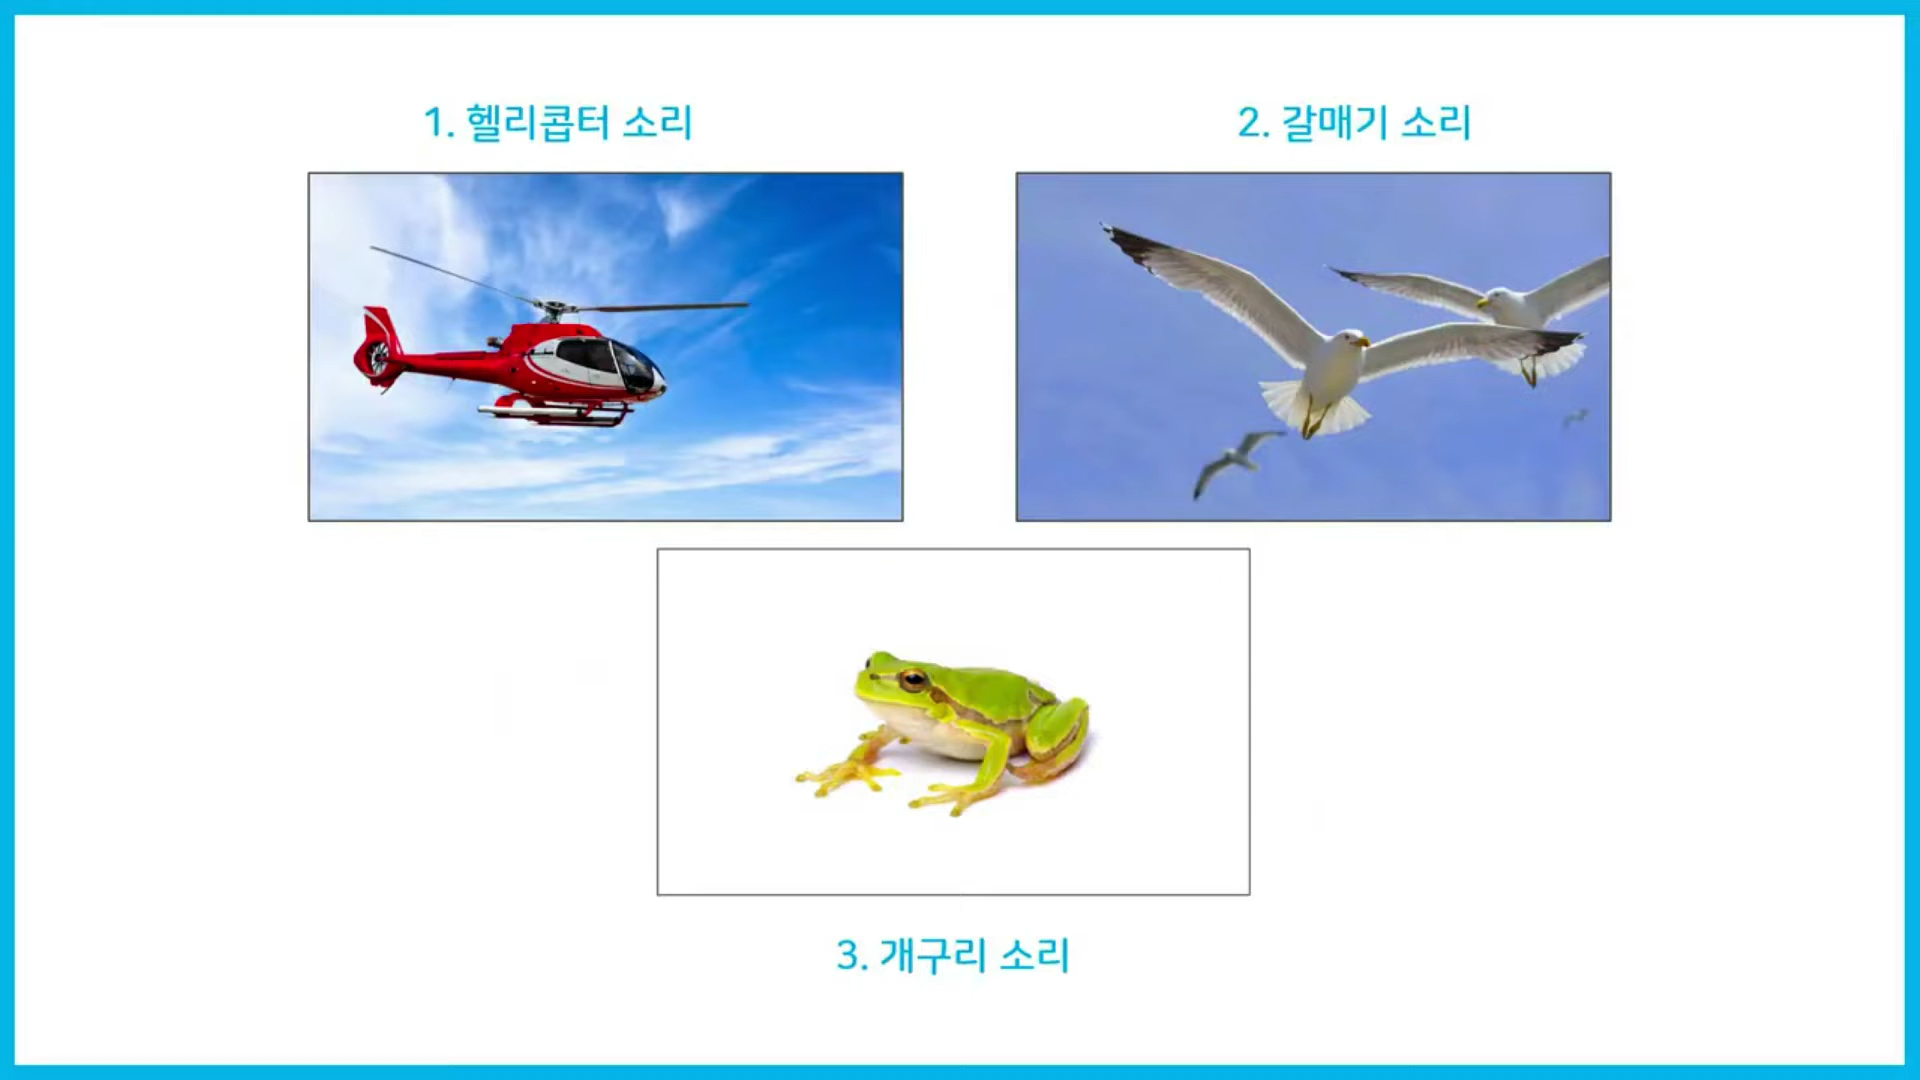 1. 헬리콥터 소리
2. 갈매기 소리
3. 개구리 소리